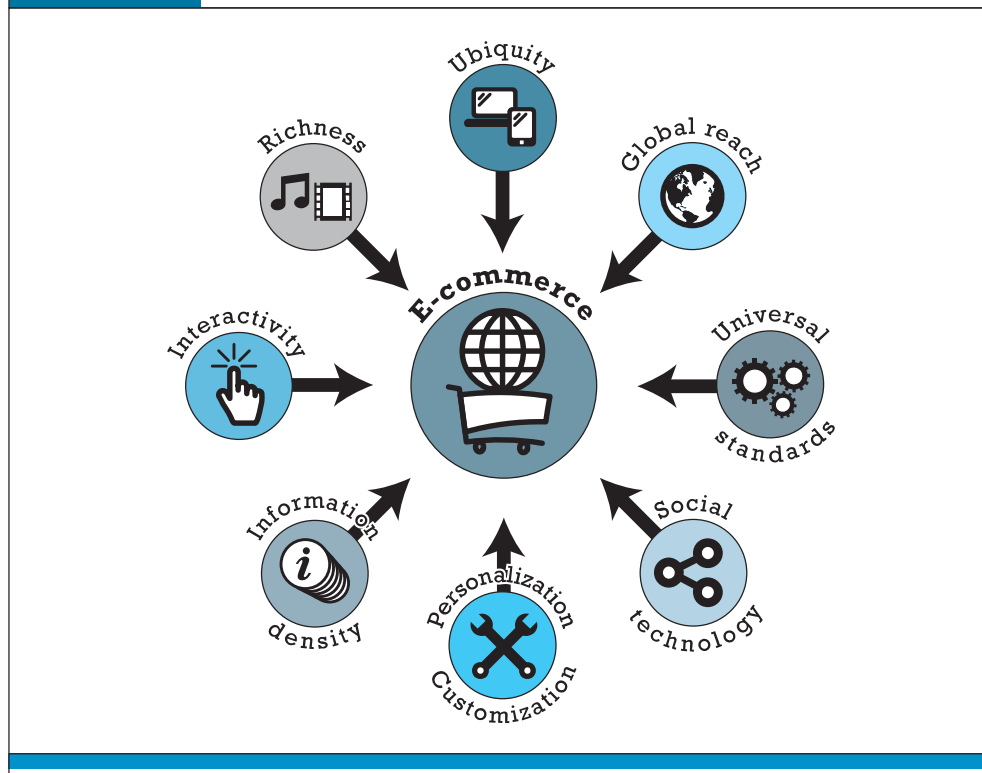 Ubiquity
Richness
Global reach
E-commerce
Interactivity
Universal
standards
Information
density
Social
technology
Personalization
Customization
i